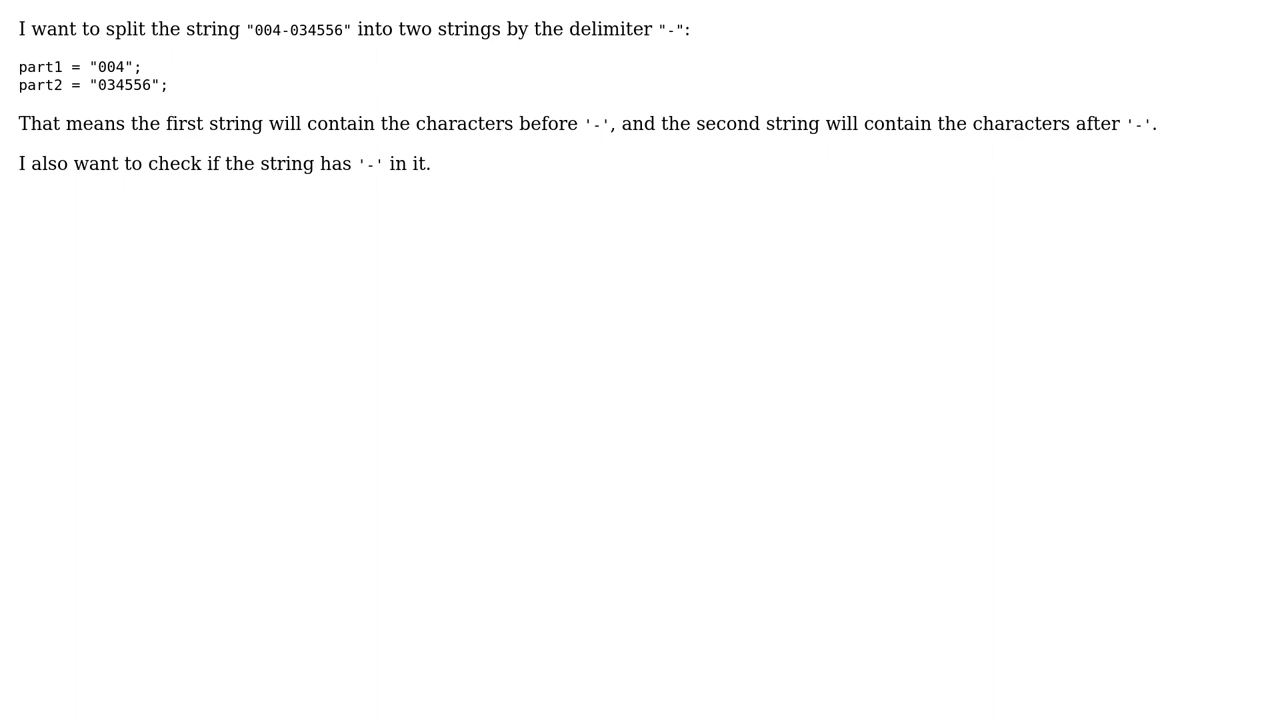 I want to split the string "004-034556" into two strings by the delimiter "-":
part1 = "004";
part2 = "034556";
That means the first string will contain the characters before '-', and the second string will contain the characters after '-'.
I also want to check if the string has '-' in it.